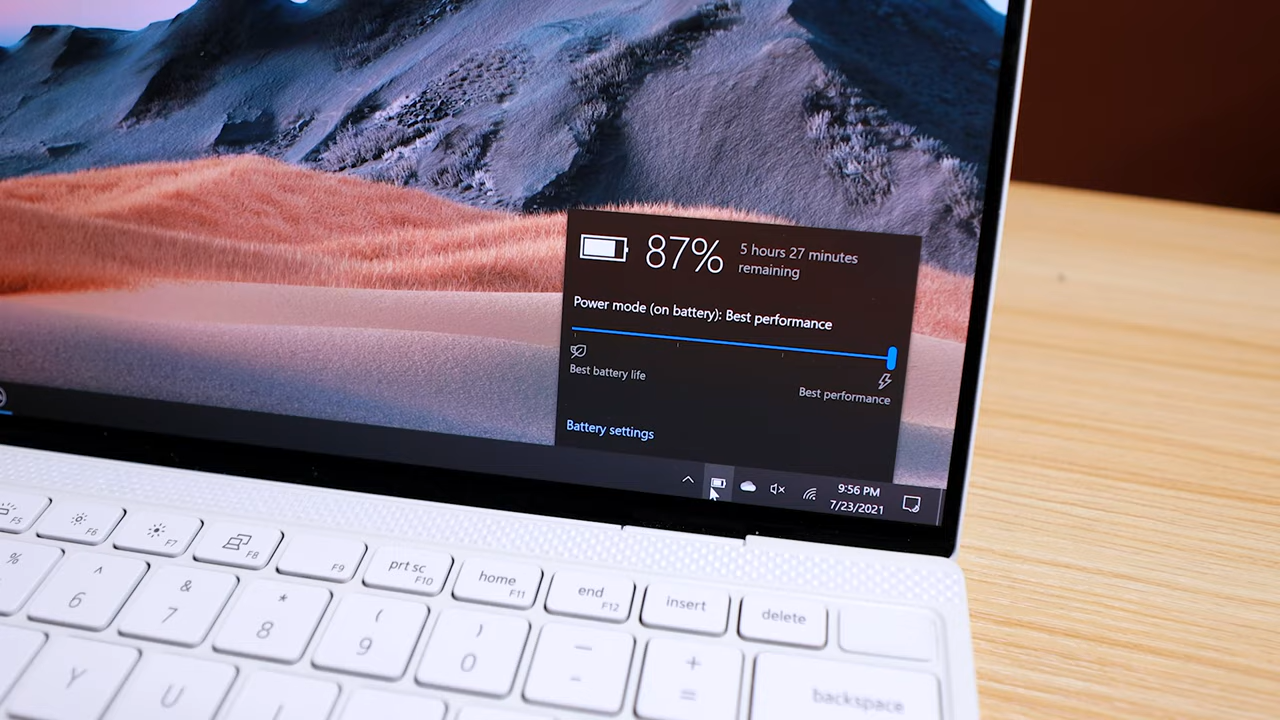 87%
5 hours 27 minutes
remaining
Power mode (on battery): Best performance
Best battery life
Best performance
Battery settings
9:56 PM
7/23/2021
F5
F6
F7
F8
F9
prt sc
F10
home
F11
end
F12
insert
delete
%
^
6
&
7
*
8
(
9
)
0
_
-
+
=
backspace
Y
U